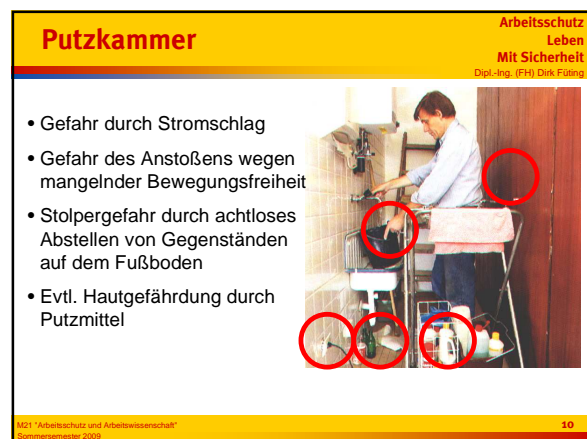 Putzkammer
Arbeitsschutz
Leben
Mit Sicherheit
Dipl.-Ing. (FH) Dirk Füting
• Gefahr durch Stromschlag
• Gefahr des Anstoßens wegen
mangelnder Bewegungsfreiheit
• Stolpergefahr durch achtloses
Abstellen von Gegenständen
auf dem Fußboden
• Evtl. Hautgefährdung durch
Putzmittel
M21 "Arbeitsschutz und Arbeitswissenschaft"
Sommersemester 2009
10